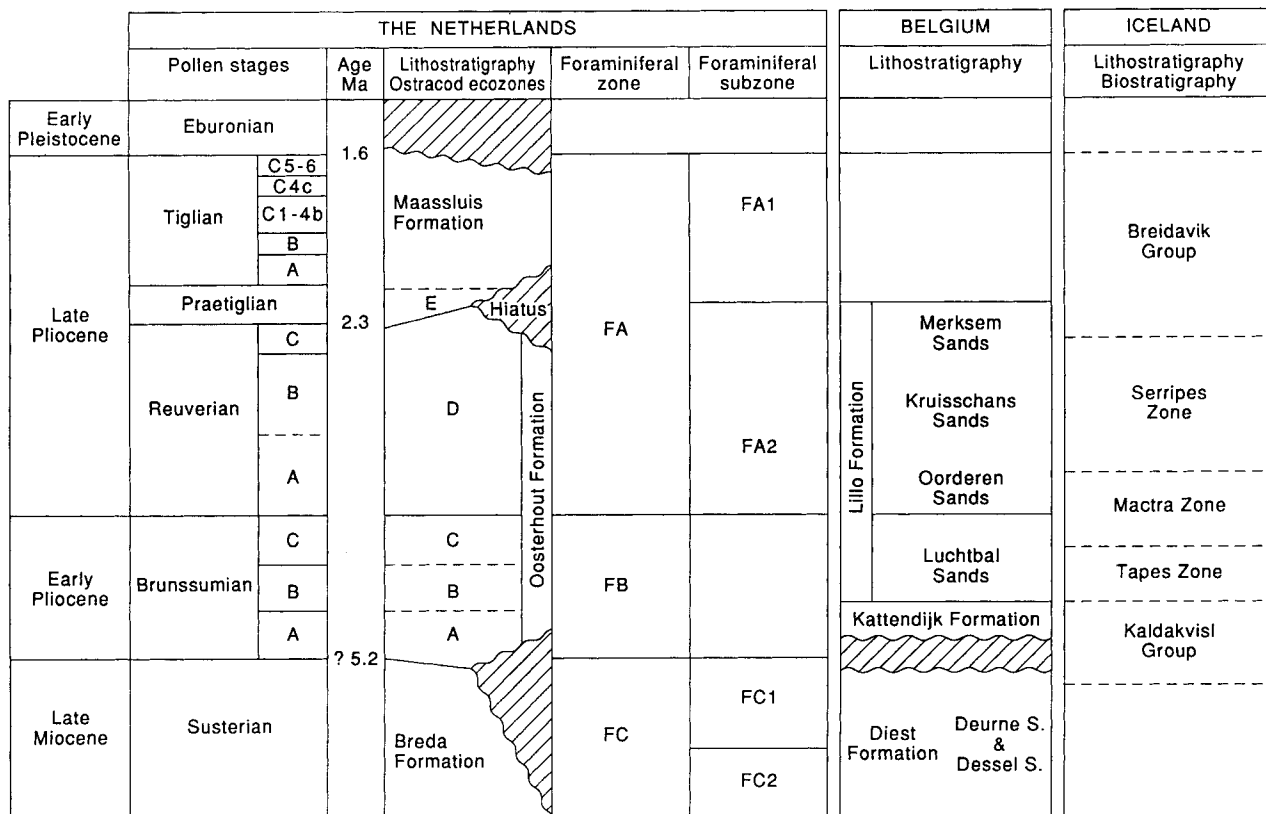 THE NETHERLANDS
BELGIUM
ICELAND
Pollen stages
Age
Ma
Lithostratigraphy
Ostracod ecozones
Foraminiferal
zone
Foraminiferal
subzone
Lithostratigraphy
Lithostratigraphy
Biostratigraphy
Early
Pleistocene
Eburonian
1.6
Late
Pliocene
Tiglian
C5-6
C4c
C1-4b
B
A
Maassluis
Formation
FA1
Breidavik
Group
Praetiglian
E
Hiatus
2.3
FA
Reuverian
C
B
A
D
Oosterhout Formation
FA2
Lillo Formation
Merksem
Sands
Kruisschans
Sands
Oorderen
Sands
Serripes
Zone
Mactra Zone
Early
Pliocene
Brunssumian
C
B
A
C
B
A
FB
Luchtbal
Sands
Tapes Zone
Kattendijk Formation
Kaldakvisl
Group
? 5.2
Late
Miocene
Susterian
Breda
Formation
FC
FC1
FC2
Diest
Formation
Deurne S.
&
Dessel S.